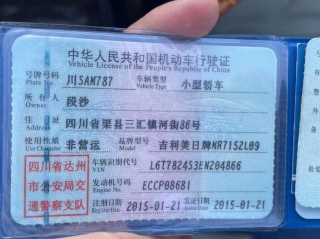 中华人民共和国机动车行驶证
Vehicle License of the People's Republic of China
号牌号码 Plate No. 川SAM787 车辆类型 Vehicle Type 小型轿车
所有人 Owner 段沙
住址 Address 四川省渠县三汇镇河街86号
使用性质 Use Character 非营运 品牌型号 Model 吉利美日牌MR7152L09
四川省达州
市公安局交
通警察支队
车辆识别代号 VIN L6T7824S3EN204866
发动机号码 Engine No. ECCP08681
注册日期 Register Date 2015-01-21 发证日期 Issue Date 2015-01-21